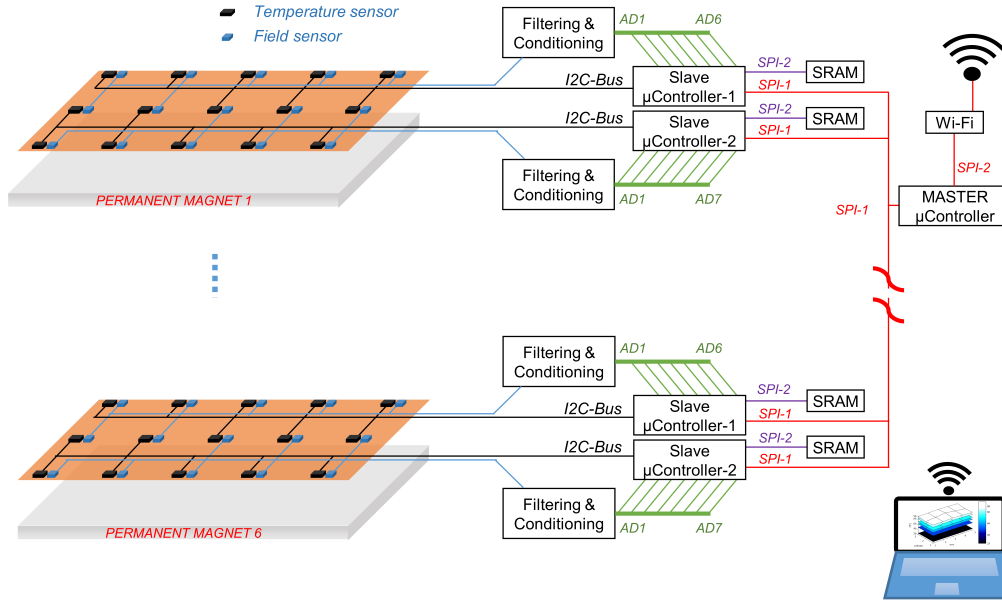 Temperature sensor
Field sensor
Filtering &
Conditioning
AD1
AD6
I2C-Bus
Slave
µController-1
SPI-2
SRAM
SPI-1
I2C-Bus
Slave
µController-2
SPI-2
SRAM
SPI-1
Filtering &
Conditioning
AD1
AD7
PERMANENT MAGNET 1
Wi-Fi
SPI-2
MASTER
µController
SPI-1
Filtering &
Conditioning
AD1
AD6
I2C-Bus
Slave
µController-1
SPI-2
SRAM
SPI-1
I2C-Bus
Slave
µController-2
SPI-2
SRAM
SPI-1
Filtering &
Conditioning
AD1
AD7
PERMANENT MAGNET 6